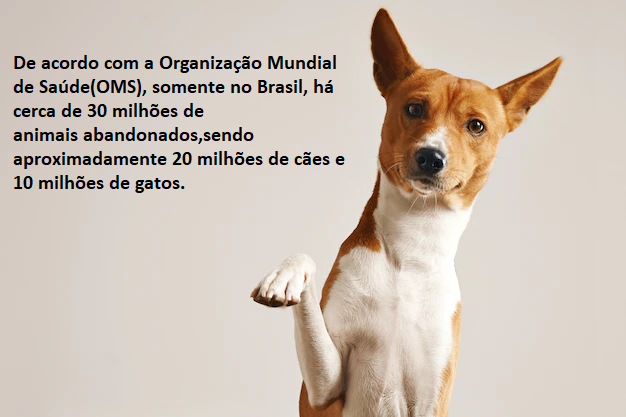 De acordo com a Organização Mundial
de Saúde(OMS), somente no Brasil, há
cerca de 30 milhões de
animais abandonados,sendo
aproximadamente 20 milhões de cães e
10 milhões de gatos.